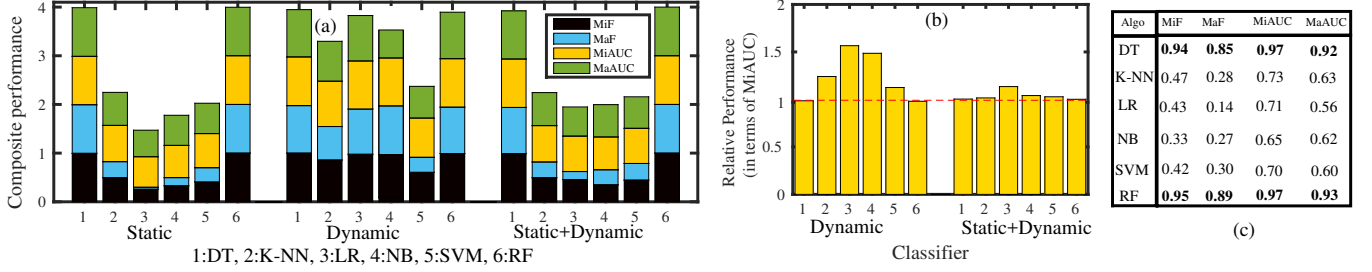 (a)
Composite performance
4
3
2
1
0
MiF
MaF
MiAUC
MaAUC
1 2 3 4 5 6 1 2 3 4 5 6 1 2 3 4 5 6
Static Dynamic Static+Dynamic
1:DT, 2:K-NN, 3:LR, 4:NB, 5:SVM, 6:RF
(b)
Relative Performance
(in terms of MiAUC)
2
1.5
1
0.5
0
1 2 3 4 5 6 1 2 3 4 5 6
Dynamic Static+Dynamic
Classifier
Algo MiF MaF MiAUC MaAUC
DT 0.94 0.85 0.97 0.92
K-NN 0.47 0.28 0.73 0.63
LR 0.43 0.14 0.71 0.56
NB 0.33 0.27 0.65 0.62
SVM 0.42 0.30 0.70 0.60
RF 0.95 0.89 0.97 0.93
(c)